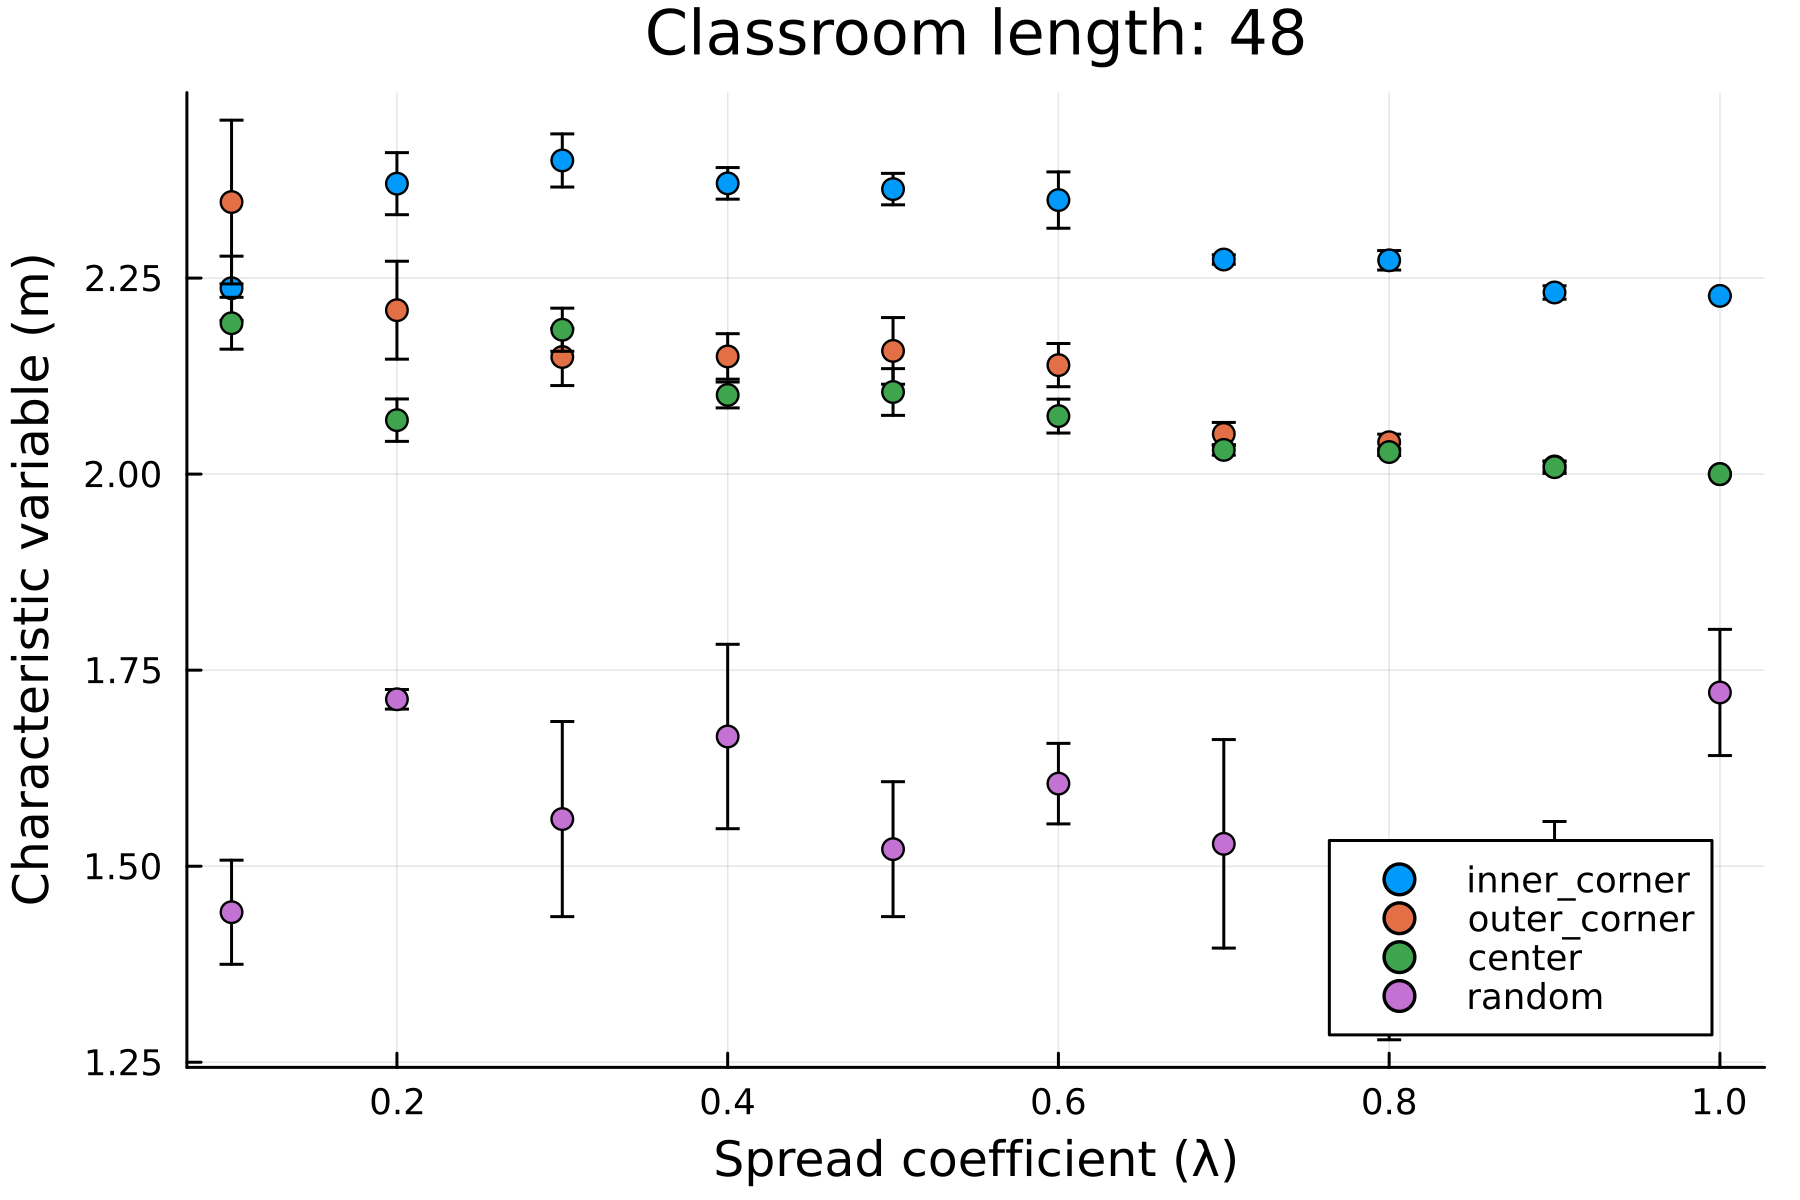 Classroom length: 48
Characteristic variable (m)
2.25
2.00
1.75
1.50
1.25
inner_corner
outer_corner
center
random
0.2 0.4 0.6 0.8 1.0
Spread coefficient (λ)